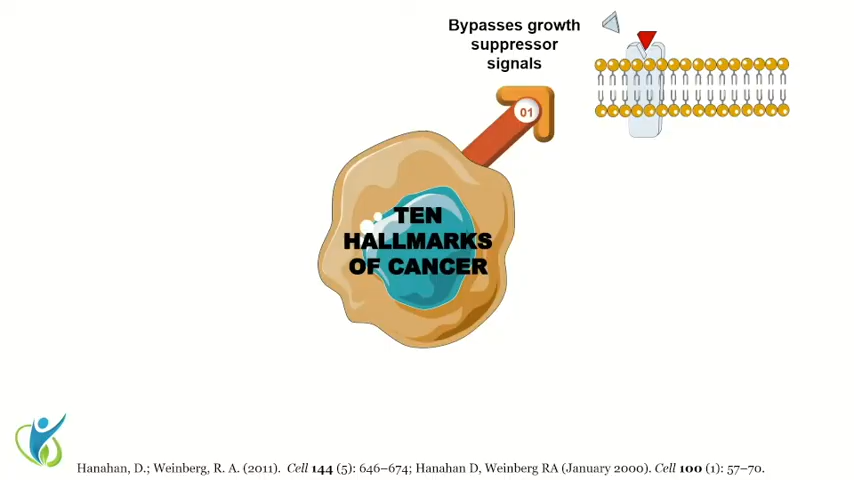 Bypasses growth
suppressor
signals
01
TEN
HALLMARKS
OF CANCER
Hanahan, D.; Weinberg, R. A. (2011).  Cell 144 (5): 646–674; Hanahan D, Weinberg RA (January 2000). Cell 100 (1): 57–70.